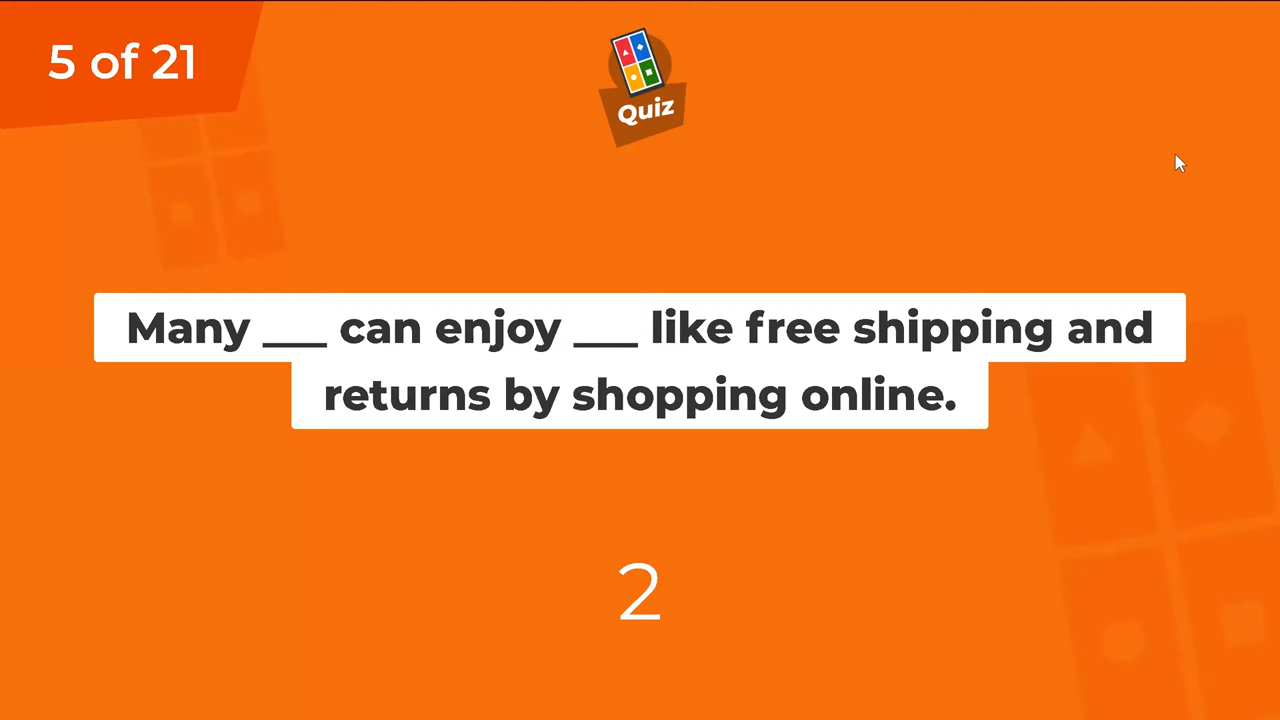 5 of 21
Quiz
Many ___ can enjoy ___ like free shipping and
returns by shopping online.
2